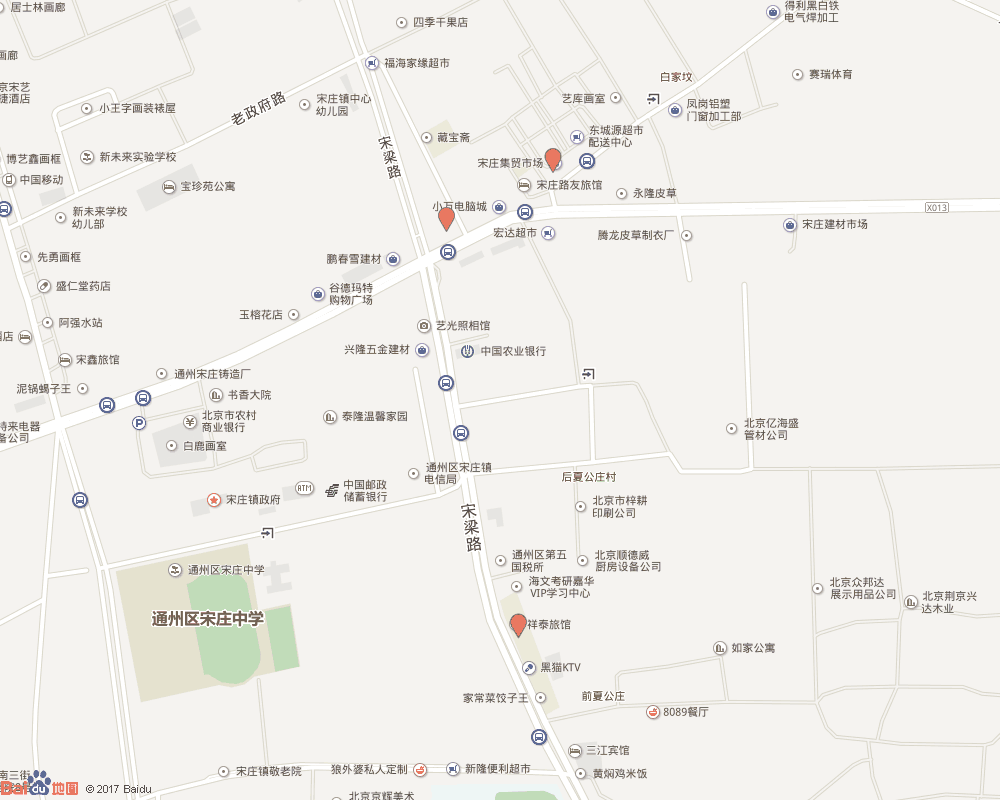 居士林画廊
四季千果店
得利黑白铁
电气焊加工
画廊
福海家缘超市
白家坟
赛瑞体育
京宋艺
捷酒店
小王字画装裱屋
老政府路
宋庄镇中心
幼儿园
艺库画室
凤岗铝塑
门窗加工部
藏宝斋
东城源超市
配送中心
宋梁路
博艺鑫画框
新未来实验学校
宋庄集贸市场
中国移动
宝珍苑公寓
宋庄路友旅馆
永隆皮草
新未来学校
幼儿部
小万电脑城
X013
宏达超市
腾龙皮草制衣厂
宋庄建材市场
先勇画框
鹏春雪建材
盛仁堂药店
谷德玛特
购物广场
玉榕花店
阿强水站
艺光照相馆
店
兴隆五金建材
中国农业银行
宋鑫旅馆
通州宋庄铸造厂
泥锅蝎子王
书香大院
特来电器
备公司
P
北京市农村
商业银行
泰隆温馨家园
北京亿海盛
管材公司
白鹿画室
通州区宋庄镇
电信局
后夏公庄村
宋庄镇政府
ATM
中国邮政
储蓄银行
北京市梓耕
印刷公司
宋梁路
通州区第五
国税所
北京顺德威
厨房设备公司
通州区宋庄中学
海文考研嘉华
VIP学习中心
北京众邦达
展示用品公司
北京荆京兴
达木业
通州区宋庄中学
祥泰旅馆
如家公寓
黑猫KTV
家常菜饺子王
前夏公庄
8089餐厅
三江宾馆
南三街
宋庄镇敬老院
狼外婆私人定制
新隆便利超市
黄焖鸡米饭
Bai du 地图
© 2017 Baidu
北京京辉美术